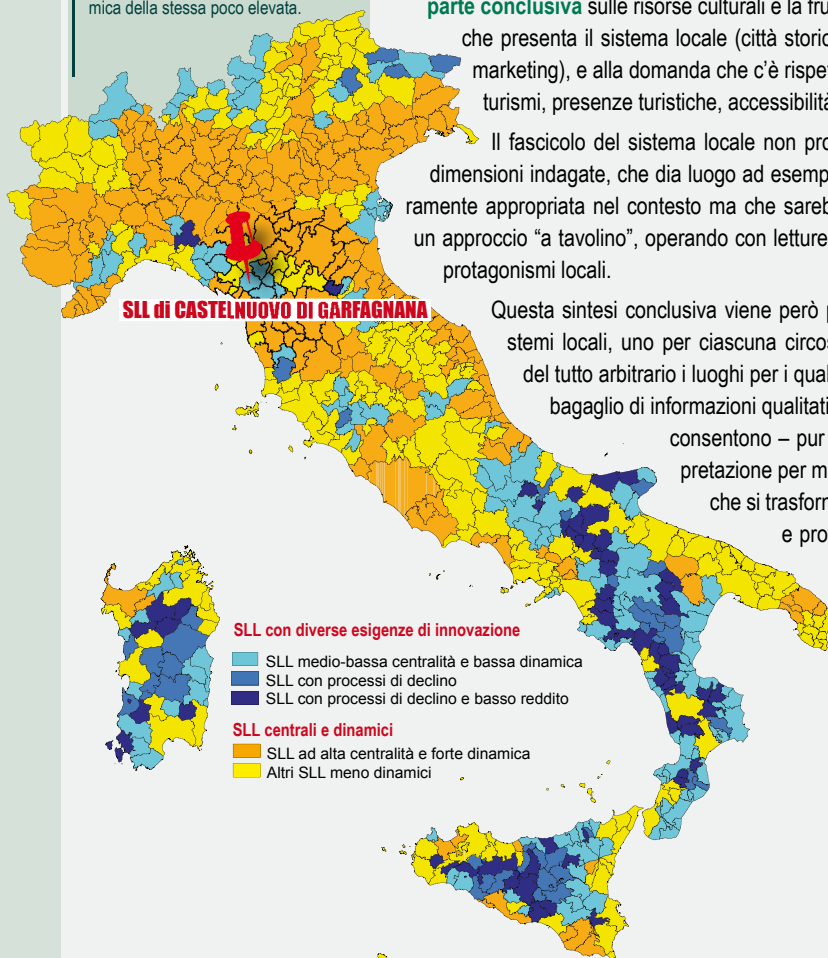 mica della stessa poco elevata.
parte conclusiva sulle risorse culturali e la fru
che presenta il sistema locale (città storic
marketing), e alla domanda che c'è rispe
turismi, presenze turistiche, accessibilità
Il fascicolo del sistema locale non pro
dimensioni indagate, che dia luogo ad esemp
ramente appropriata nel contesto ma che sareb
un approccio “a tavolino”, operando con letture
protagonismi locali.
SLL di CASTELNUOVO DI GARFAGNANA
Questa sintesi conclusiva viene però p
stemi locali, uno per ciascuna circos
del tutto arbitrario i luoghi per i qual
bagaglio di informazioni qualitati
consentono – pur
pretazione per m
che si trasforn
e pro
SLL con diverse esigenze di innovazione
SLL medio-bassa centralità e bassa dinamica
SLL con processi di declino
SLL con processi di declino e basso reddito
SLL centrali e dinamici
SLL ad alta centralità e forte dinamica
Altri SLL meno dinamici